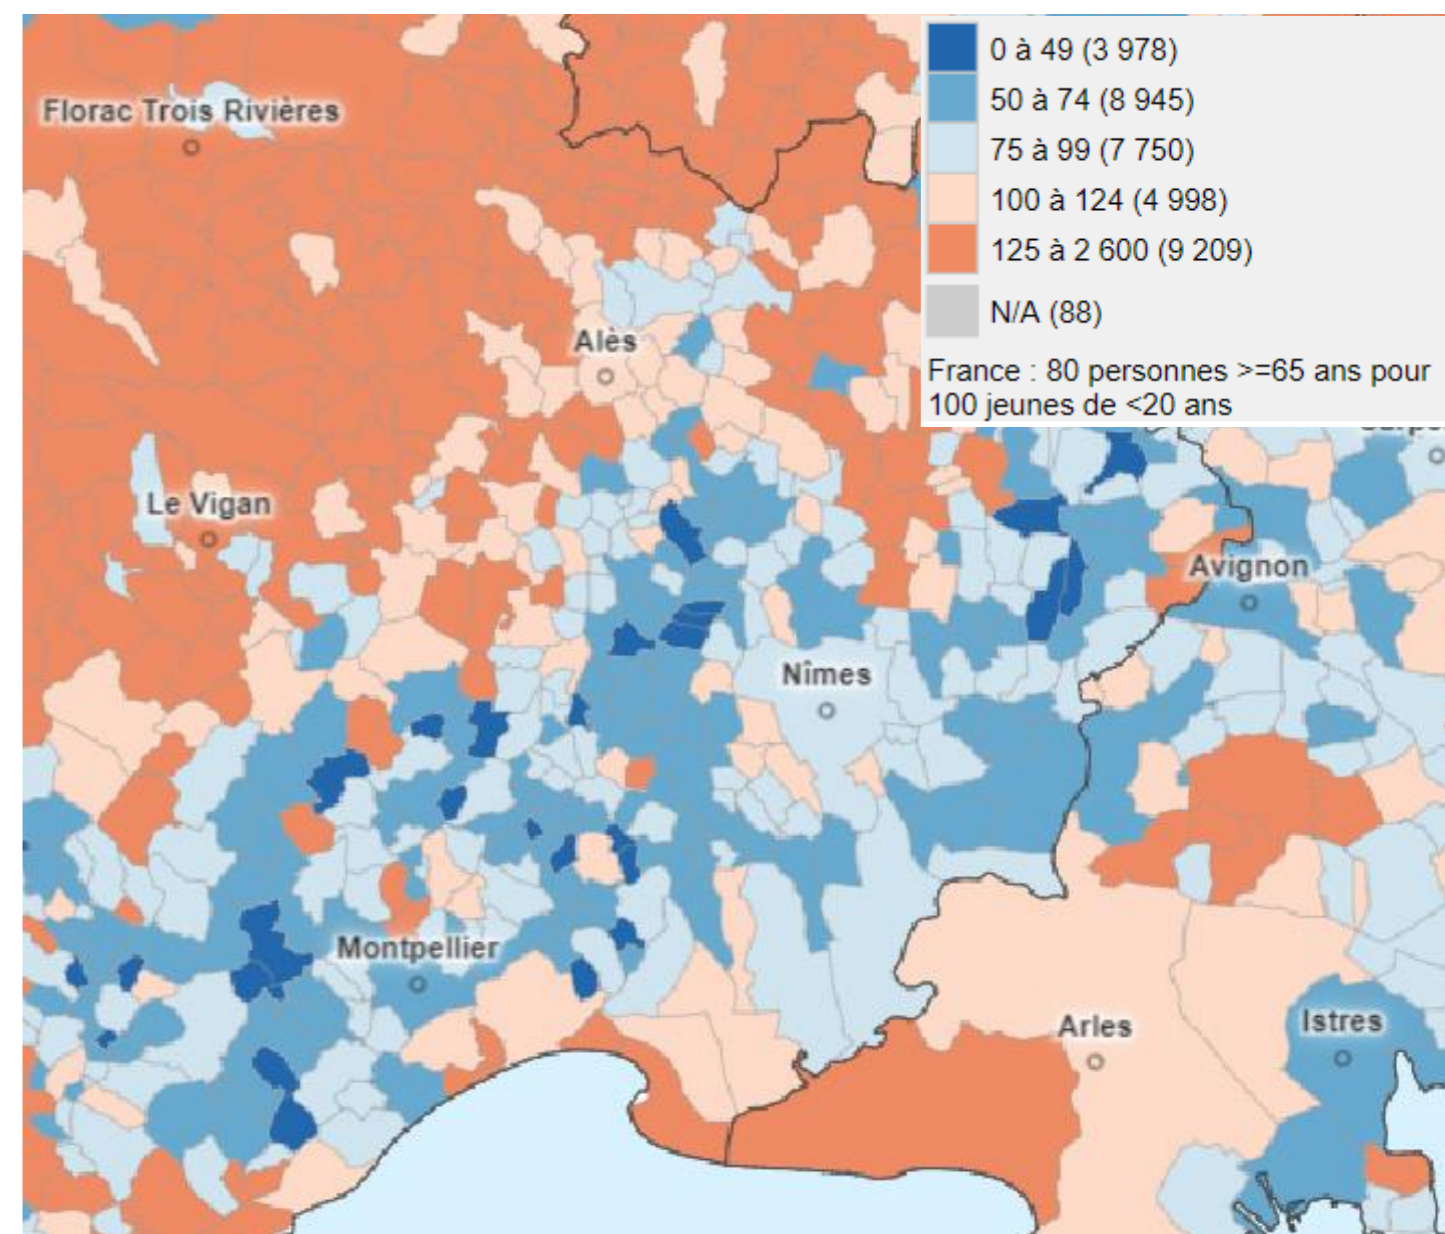 0 à 49 (3 978)
50 à 74 (8 945)
75 à 99 (7 750)
100 à 124 (4 998)
125 à 2 600 (9 209)
N/A (88)
France : 80 personnes >=65 ans pour
100 jeunes de <20 ans
Florac Trois Rivières
Alès
Le Vigan
Avignon
Nîmes
Montpellier
Arles
Istres